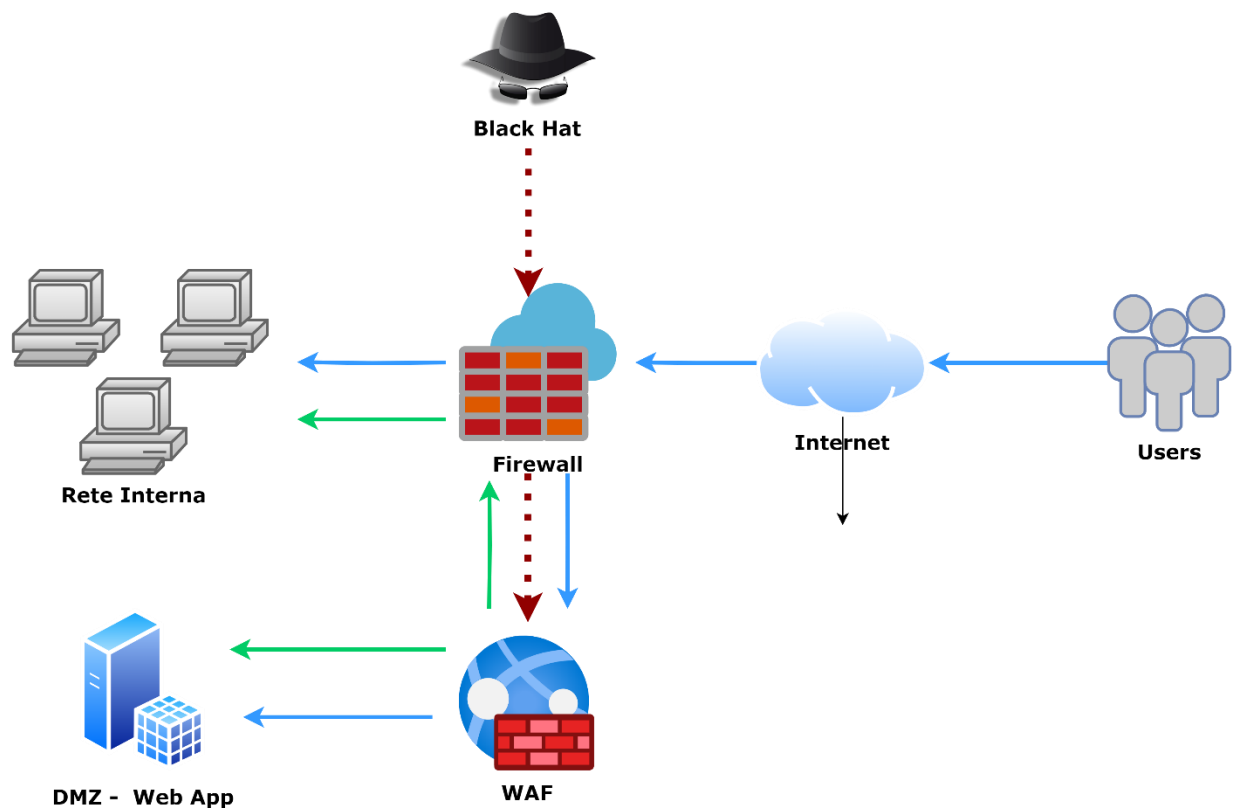 Black Hat
Internet
Users
Firewall
Rete Interna
DMZ - Web App
WAF